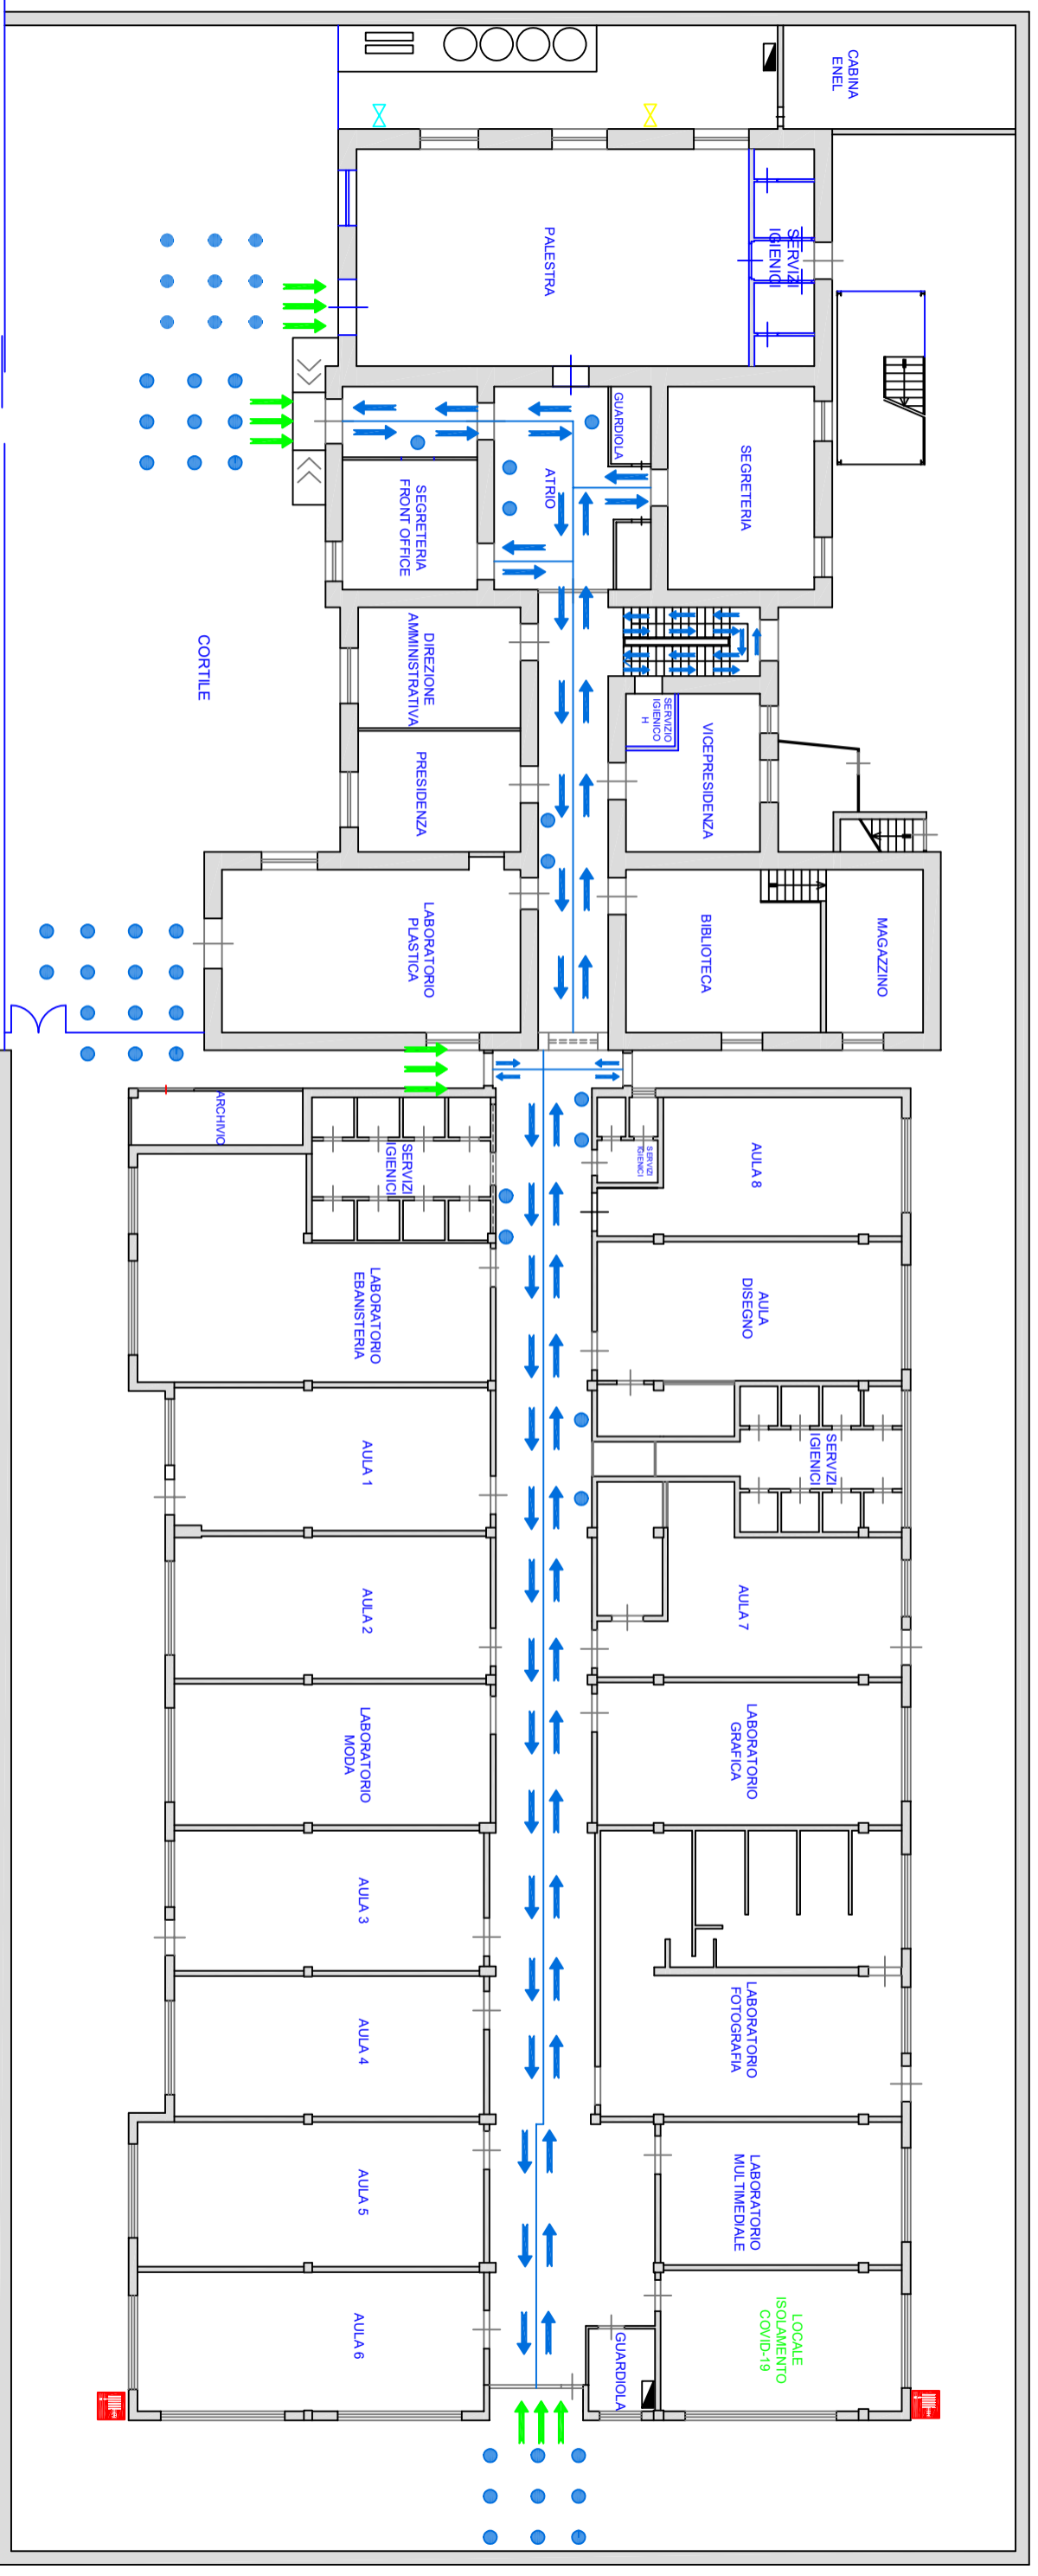 CABINA
ENEL
PALESTRA
SERVIZI
IGIENICI
GUARDIOLA
SEGRETERIA
ATRIO
SEGRETERIA
FRONT OFFICE
CORTILE
DIREZIONE
AMMINISTRATIVA
PRESIDENZA
SERVIZIO
IGIENICO
H
VICEPRESIDENZA
LABORATORIO
PLASTICA
BIBLIOTECA
MAGAZZINO
ARCHIVIO
SERVIZI
IGIENICI
SERVIZI
IGIENICI
AULA 8
LABORATORIO
EBANISTERIA
AULA
DISEGNO
AULA 1
SERVIZI
IGIENICI
AULA 2
AULA 7
LABORATORIO
MODA
LABORATORIO
GRAFICA
AULA 3
AULA 4
LABORATORIO
FOTOGRAFIA
AULA 5
LABORATORIO
MULTIMEDIALE
AULA 6
GUARDIOLA
LOCALE
ISOLAMENTO
COVID-19